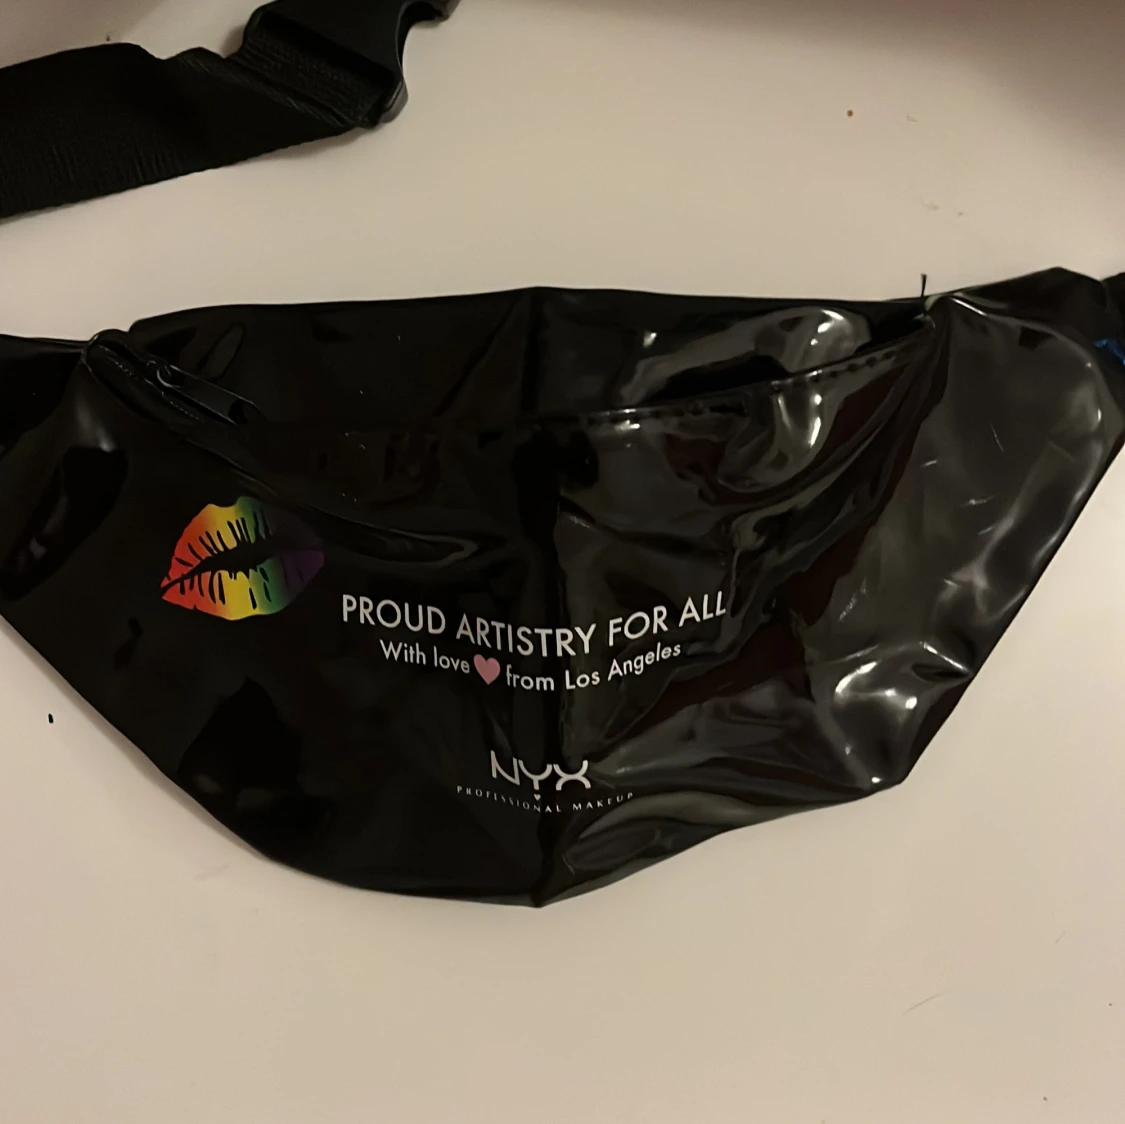 PROUD ARTISTRY FOR ALL
With love from Los Angeles
NYX
PROFESSIONAL MAKEUP